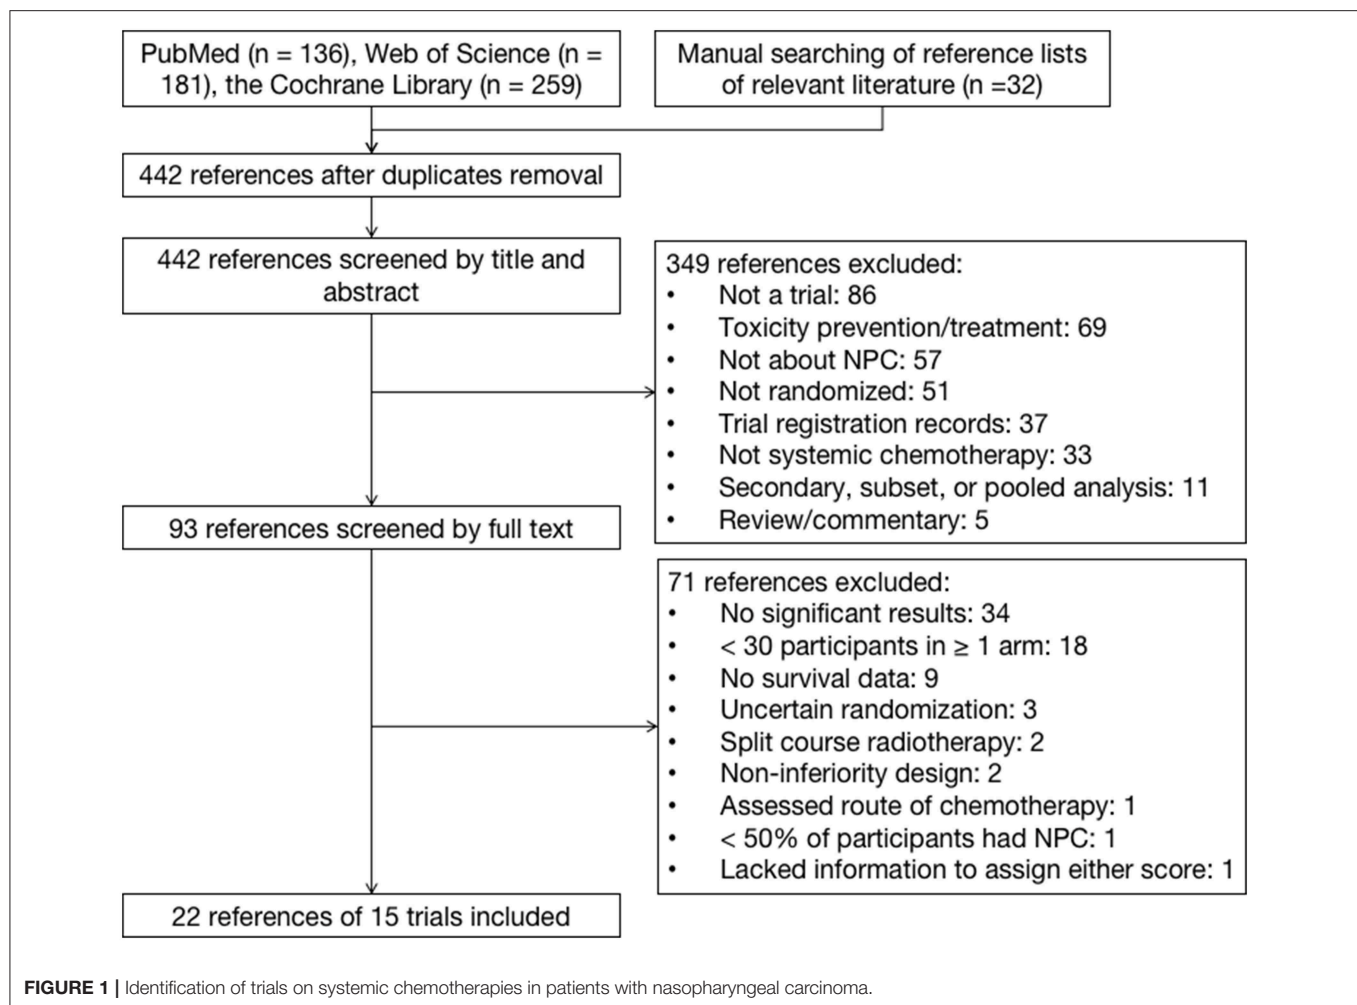 PubMed (n = 136), Web of Science (n =
181), the Cochrane Library (n = 259)
Manual searching of reference lists
of relevant literature (n =32)
442 references after duplicates removal
442 references screened by title and
abstract
349 references excluded:
• Not a trial: 86
• Toxicity prevention/treatment: 69
• Not about NPC: 57
• Not randomized: 51
• Trial registration records: 37
• Not systemic chemotherapy: 33
• Secondary, subset, or pooled analysis: 11
• Review/commentary: 5
93 references screened by full text
71 references excluded:
• No significant results: 34
• < 30 participants in ≥ 1 arm: 18
• No survival data: 9
• Uncertain randomization: 3
• Split course radiotherapy: 2
• Non-inferiority design: 2
• Assessed route of chemotherapy: 1
• < 50% of participants had NPC: 1
• Lacked information to assign either score: 1
22 references of 15 trials included
FIGURE 1 | Identification of trials on systemic chemotherapies in patients with nasopharyngeal carcinoma.